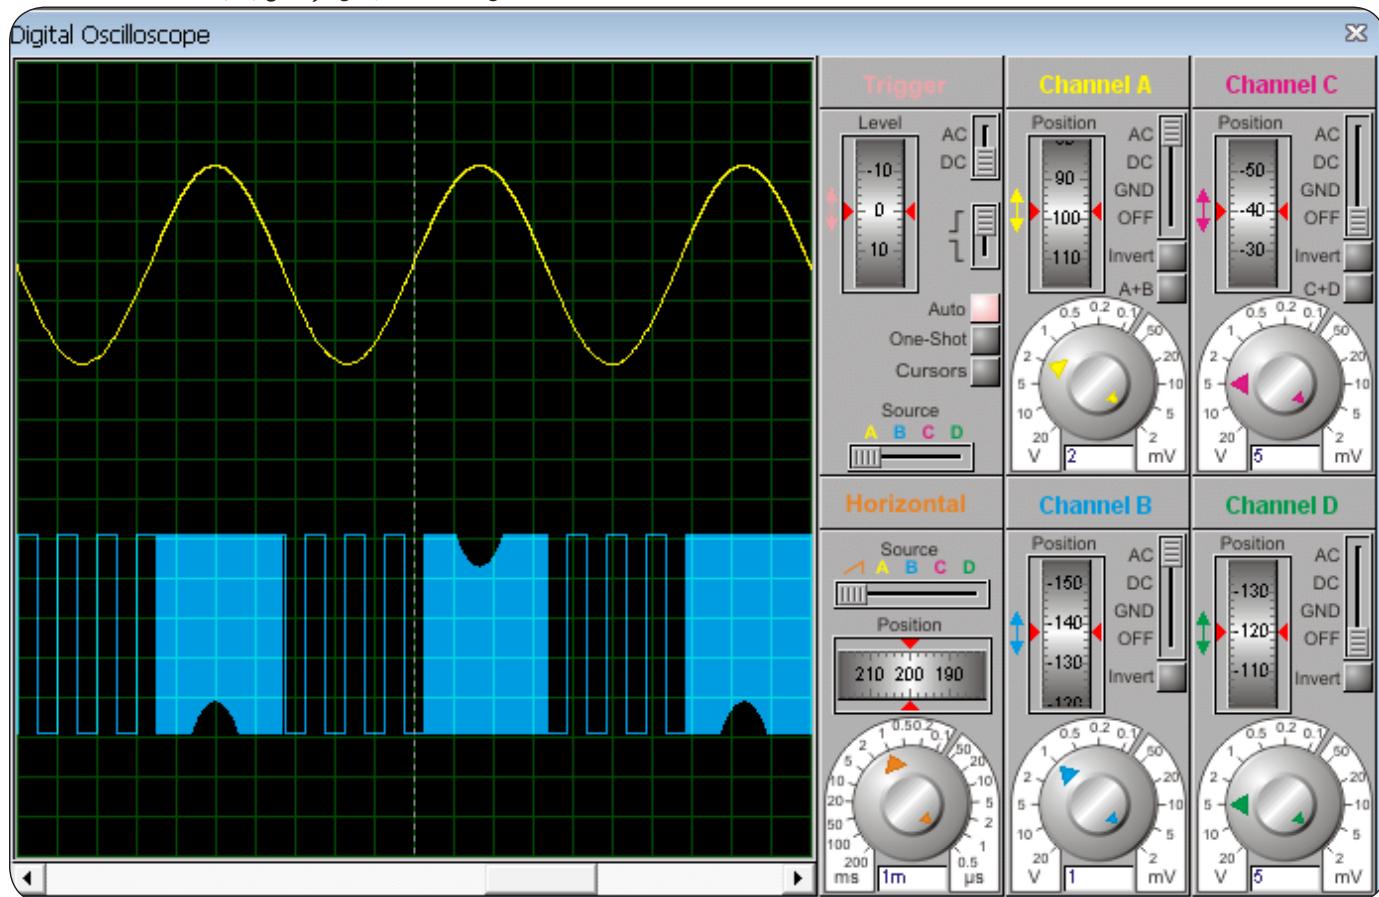 Digital Oscilloscope
Trigger
Level
AC
DC
-10
0
10
Auto
One-Shot
Cursors
Source
A B C D
Channel A
Position
AC
DC
GND
OFF
90
-100
-110
Invert
A+B
0.5 0.2 0.1
1 50
2 20
5 10
10 5
20 2
V 2 mV
Channel C
Position
AC
DC
GND
OFF
-50
-40
-30
Invert
C+D
0.5 0.2 0.1
1 50
2 20
5 10
10 5
20 2
V 5 mV
Horizontal
Source
A B C D
Position
210 200 190
0.5 0.2
1 0.1
2 50
5 20
10 10
20 5
50 2
100 1
200 0.5
ms 1m µs
Channel B
Position
AC
DC
GND
OFF
-150
-140
-130
-120
Invert
0.5 0.2 0.1
1 50
2 20
5 10
10 5
20 2
V 1 mV
Channel D
Position
AC
DC
GND
OFF
-130
-120
-110
Invert
0.5 0.2 0.1
1 50
2 20
5 10
10 5
20 2
V 5 mV